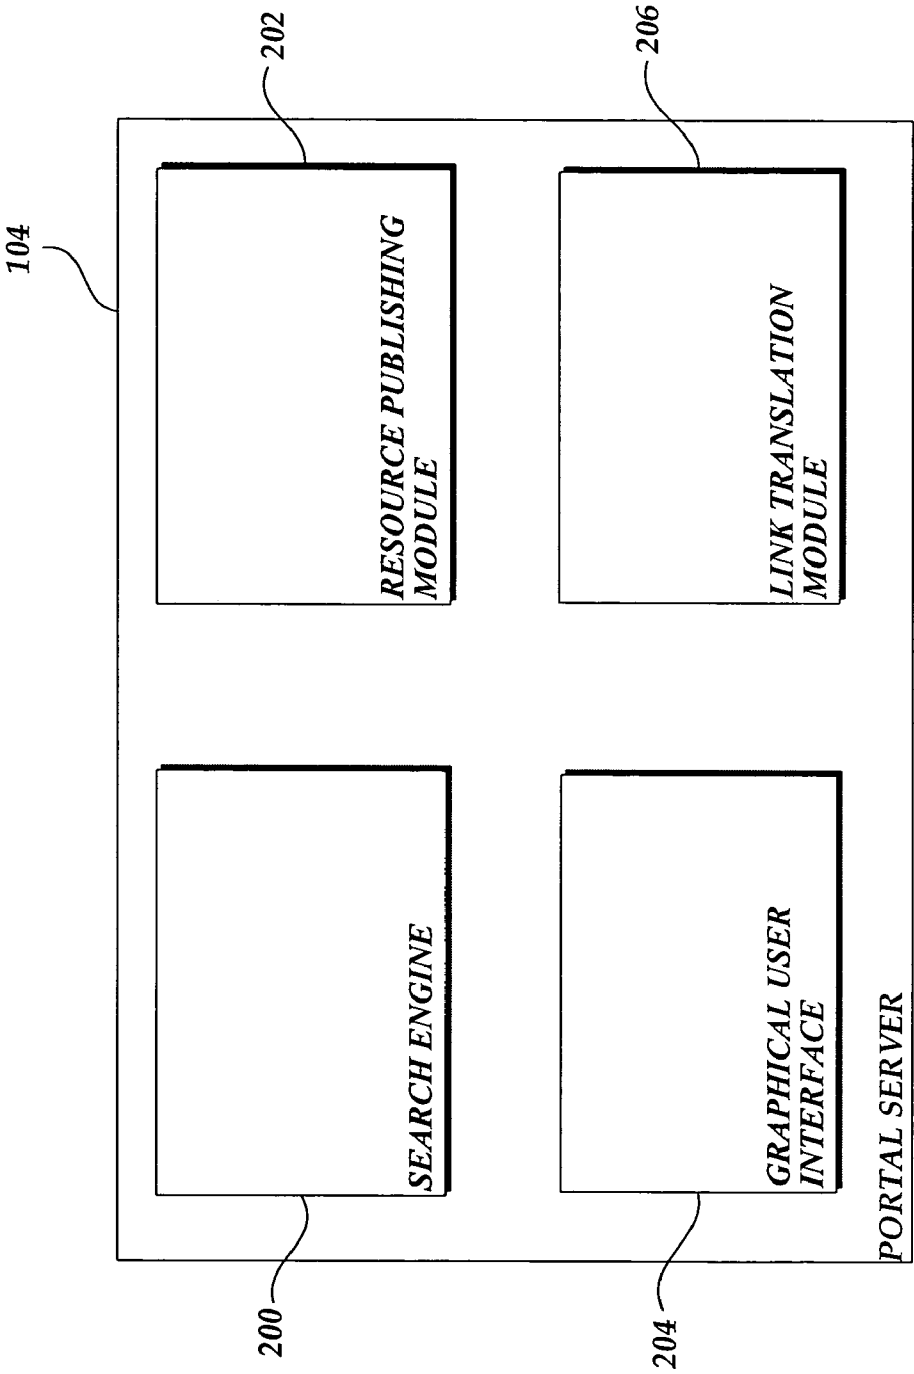 104
200
202
SEARCH ENGINE
RESOURCE PUBLISHING
MODULE
204
206
GRAPHICAL USER
INTERFACE
LINK TRANSLATION
MODULE
PORTAL SERVER